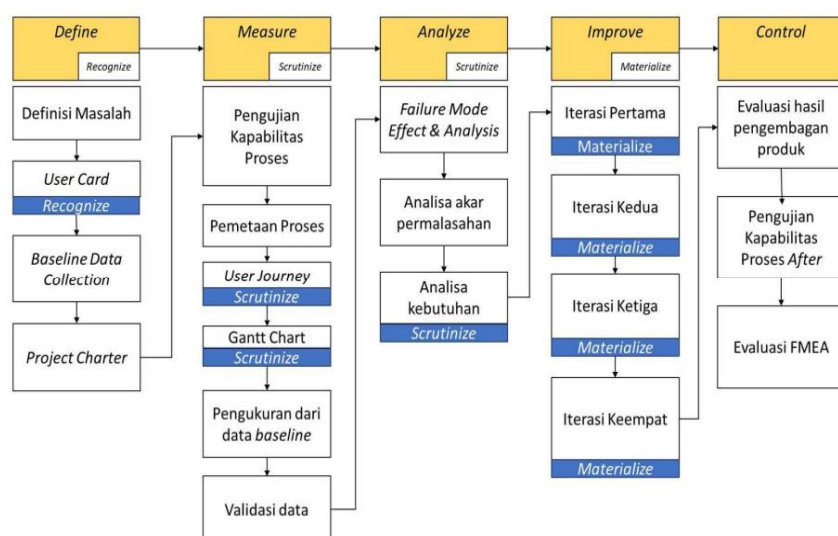 Define
Recognize
Definisi Masalah
User Card
Recognize
Baseline Data
Collection
Project Charter
Measure
Scrutinize
Pengujian
Kapabilitas
Proses
Pemetaan Proses
User Journey
Scrutinize
Gantt Chart
Scrutinize
Pengukuran dari
data baseline
Validasi data
Analyze
Scrutinize
Failure Mode
Effect & Analysis
Analisa akar
permalasahan
Analisa
kebutuhan
Scrutinize
Improve
Materialize
Iterasi Pertama
Materialize
Iterasi Kedua
Materialize
Iterasi Ketiga
Materialize
Iterasi Keempat
Materialize
Control
Evaluasi hasil
pengembagan
produk
Pengujian
Kapabilitas
Proses After
Evaluasi FMEA